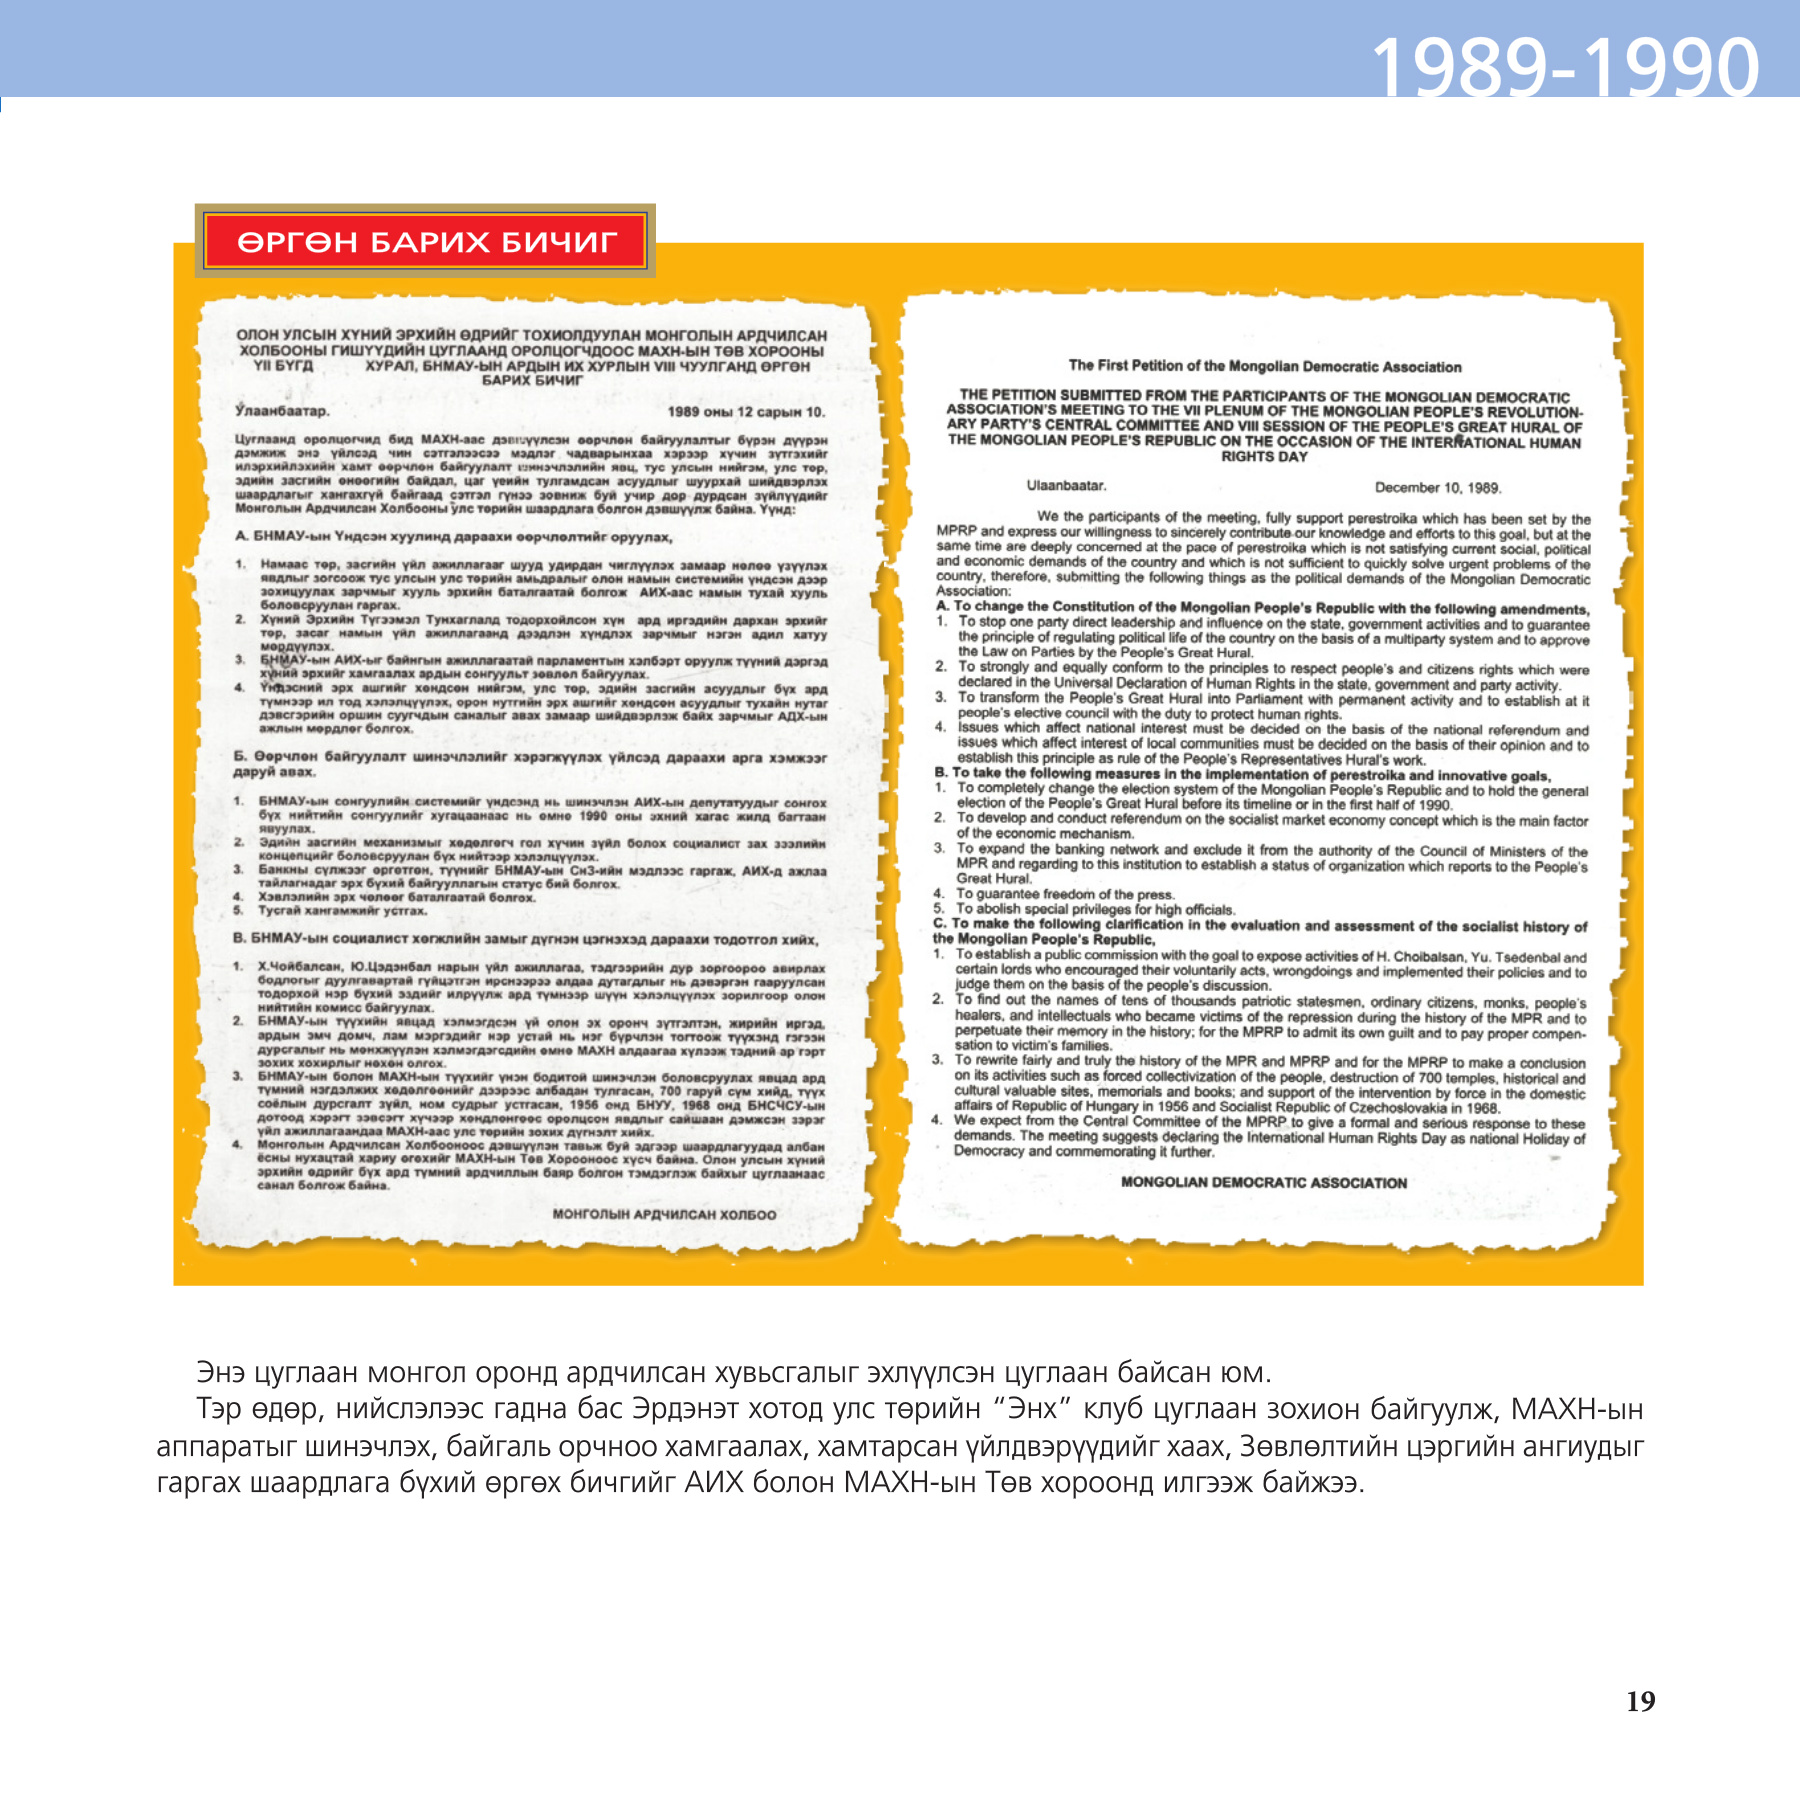 1989-1990
ӨРГӨН БАРИХ БИЧИГ
ОЛОН УЛСЫН ХҮНИЙ ЭРХИЙН ӨДРИЙГ ТОХИОЛДУУЛАН МОНГОЛЫН АРДЧИЛСАН
ХОЛБООНЫ ГИШҮҮДИЙН ЦУГЛААНД ОРОЛЦОГЧДООС МАХН-ЫН ТӨВ ХОРООНЫ
ҮII БҮГД ХУРАЛ, БНМАУ-ЫН АРДЫН ИХ ХУРЛЫН VIII ЧУУЛГАНД ӨРГӨН
БАРИХ БИЧИГ
Улаанбаатар. 1989 оны 12 сарын 10.
Цуглаанд оролцогчид бид МАХН-аас дэвшүүлсэн өөрчлөн байгуулалтыг бүрэн дүүрэн
дэмжиж энэ үйлсэд чин сэтгэлээсээ мэдлэг чадварынхаа хэрээр хүчин зүтгэхийг
илэрхийлэхийн хамт өөрчлөн байгуулалт шинэчлэлийн явц, тус улсын нийгэм, улс төр,
эдийн засгийн өнөөгийн байдал, цаг үеийн тулгамдсан асуудлыг шуурхай шийдвэрлэх
шаардлагыг хангахгүй байгаад сэтгэл гүнээ зовниж буй учир дор дурдсан зүйлүүдийг
Монголын Ардчилсан Холбооны улс төрийн шаардлага болгон дэвшүүлж байна. Үүнд:
А. БНМАУ-ын Үндсэн хуулинд дараахи өөрчлөлтийг оруулах,
1. Намаас төр, засгийн үйл ажиллагааг шууд удирдан чиглүүлэх замаар нөлөө үзүүлэх
явдлыг зогсоож тус улсын улс төрийн амьдралыг олон намын системийн үндсэн дээр
зохицуулах зарчмыг хууль эрхийн баталгаатай болгож АИХ-аас намын тухай хууль
боловсруулан гаргах.
2. Хүний Эрхийн Түгээмэл Тунхаглалд тодорхойлсон хүн ард иргэдийн дархан эрхийг
төр, засаг намын үйл ажиллагаанд дээдлэн хүндлэх зарчмыг нэгэн адил хатуу
мөрдүүлэх.
3. БНМАУ-ын АИХ-ыг байнгын ажиллагаатай парламентын хэлбэрт оруулж түүний дэргэд
хүний эрхийг хамгаалах ардын сонгуульт зөвлөл байгуулах.
4. Үндэсний эрх ашгийг хөндсөн нийгэм, улс төр, эдийн засгийн асуудлыг бүх ард
түмнээр ил тод хэлэлцүүлэх, орон нутгийн эрх ашгийг хөндсөн асуудлыг тухайн нутаг
дэвсгэрийн оршин суугчдын саналыг авах замаар шийдвэрлэж байх зарчмыг АДХ-ын
ажлын мөрдлөг болгох.
Б. Өөрчлөн байгуулалт шинэчлэлийг хэрэгжүүлэх үйлсэд дараахи арга хэмжээг
даруй авах.
1. БНМАУ-ын сонгуулийн системийг үндсэнд нь шинэчлэн АИХ-ын депутатуудыг сонгох
бүх нийтийн сонгуулийг хугацаанаас нь өмнө 1990 оны эхний хагас жилд багтаан
явуулах.
2. Эдийн засгийн механизмыг хөдөлгөгч гол хүчин зүйл болох социалист зах зээлийн
концепцийг боловсруулан бүх нийтээр хэлэлцүүлэх.
3. Банкны сүлжээг өргөтгөн, түүнийг БНМАУ-ын СнЗ-ийн мэдлээс гаргаж, АИХ-д ажлаа
тайлагнадаг эрх бүхий байгууллагын статус бий болгох.
4. Хэвлэлийн эрх чөлөөг баталгаатай болгох.
5. Тусгай хангамжийг устгах.
В. БНМАУ-ын социалист хөгжлийн замыг дүгнэн цэгнэхэд дараахи тодотгол хийх,
1. Х.Чойбалсан, Ю.Цэдэнбал нарын үйл ажиллагаа, тэдгээрийн дур зоргоороо авирлах
бодлогыг дуулгавартай гүйцэтгэн ирснээрээ алдаа дутагдлыг нь дэвэргэн гааруулсан
тодорхой нэр бүхий эздийг илрүүлж ард түмнээр шүүн хэлэлцүүлэх зорилгоор олон
нийтийн комисс байгуулах.
2. БНМАУ-ын түүхийн явцад хэлмэгдсэн үй олон эх оронч зүтгэлтэн, жирийн иргэд,
ардын эмч домч, лам мэргэдийг нэр устай нь нэг бүрчлэн тогтоож түүхэнд гэгээн
дурсгалыг нь мөнхжүүлэн хэлмэгдэгсдийн өмнө МАХН алдаагаа хүлээж тэдний ар гэрт
зохих хохирлыг нөхөн олгох.
3. БНМАУ-ын болон МАХН-ын түүхийг үнэн бодитой шинэчлэн боловсруулах явцад ард
түмний нэгдэлжих хөдөлгөөнийг дээрээс албадан тулгасан, 700 гаруй сүм хийд, түүх
соёлын дурсгалт зүйл, ном судрыг устгасан, 1956 онд БНУУ, 1968 онд БНСЧСУ-ын
дотоод хэрэгт зэвсэгт хүчээр хөндлөнгөөс оролцсон явдлыг сайшаан дэмжсэн зэрэг
үйл ажиллагаандаа МАХН-аас улс төрийн зохих дүгнэлт хийх.
4. Монголын Ардчилсан Холбооноос дэвшүүлэн тавьж буй эдгээр шаардлагуудад албан
ёсны нухацтай хариу өгөхийг МАХН-ын Төв Хорооноос хүсч байна. Олон улсын хүний
эрхийн өдрийг бүх ард түмний ардчиллын баяр болгон тэмдэглэж байхыг цуглаанаас
санал болгож байна.
МОНГОЛЫН АРДЧИЛСАН ХОЛБОО
The First Petition of the Mongolian Democratic Association
THE PETITION SUBMITTED FROM THE PARTICIPANTS OF THE MONGOLIAN DEMOCRATIC
ASSOCIATION'S MEETING TO THE VII PLENUM OF THE MONGOLIAN PEOPLE'S REVOLUTION-
ARY PARTY'S CENTRAL COMMITTEE AND VIII SESSION OF THE PEOPLE'S GREAT HURAL OF
THE MONGOLIAN PEOPLE'S REPUBLIC ON THE OCCASION OF THE INTERNATIONAL HUMAN
RIGHTS DAY
Ulaanbaatar. December 10, 1989.
We the participants of the meeting, fully support perestroika which has been set by the
MPRP and express our willingness to sincerely contribute our knowledge and efforts to this goal, but at the
same time are deeply concerned at the pace of perestroika which is not satisfying current social, political
and economic demands of the country and which is not sufficient to quickly solve urgent problems of the
country, therefore, submitting the following things as the political demands of the Mongolian Democratic
Association:
A. To change the Constitution of the Mongolian People's Republic with the following amendments,
1. To stop one party direct leadership and influence on the state, government activities and to guarantee
the principle of regulating political life of the country on the basis of a multiparty system and to approve
the Law on Parties by the People's Great Hural.
2. To strongly and equally conform to the principles to respect people's and citizens rights which were
declared in the Universal Declaration of Human Rights in the state, government and party activity.
3. To transform the People's Great Hural into Parliament with permanent activity and to establish at it
people's elective council with the duty to protect human rights.
4. Issues which affect national interest must be decided on the basis of the national referendum and
issues which affect interest of local communities must be decided on the basis of their opinion and to
establish this principle as rule of the People's Representatives Hural's work.
B. To take the following measures in the implementation of perestroika and innovative goals,
1. To completely change the election system of the Mongolian People's Republic and to hold the general
election of the People's Great Hural before its timeline or in the first half of 1990.
2. To develop and conduct referendum on the socialist market economy concept which is the main factor
of the economic mechanism.
3. To expand the banking network and exclude it from the authority of the Council of Ministers of the
MPR and regarding to this institution to establish a status of organization which reports to the People's
Great Hural.
4. To guarantee freedom of the press.
5. To abolish special privileges for high officials.
C. To make the following clarification in the evaluation and assessment of the socialist history of
the Mongolian People's Republic,
1. To establish a public commission with the goal to expose activities of H. Choibalsan, Yu. Tsedenbal and
certain lords who encouraged their voluntarily acts, wrongdoings and implemented their policies and to
judge them on the basis of the people's discussion.
2. To find out the names of tens of thousands patriotic statesmen, ordinary citizens, monks, people's
healers, and intellectuals who became victims of the repression during the history of the MPR and to
perpetuate their memory in the history; for the MPRP to admit its own guilt and to pay proper compen-
sation to victim's families.
3. To rewrite fairly and truly the history of the MPR and MPRP and for the MPRP to make a conclusion
on its activities such as forced collectivization of the people, destruction of 700 temples, historical and
cultural valuable sites, memorials and books; and support of the intervention by force in the domestic
affairs of Republic of Hungary in 1956 and Socialist Republic of Czechoslovakia in 1968.
4. We expect from the Central Committee of the MPRP to give a formal and serious response to these
demands. The meeting suggests declaring the International Human Rights Day as national Holiday of
Democracy and commemorating it further.
MONGOLIAN DEMOCRATIC ASSOCIATION
Энэ цуглаан монгол оронд ардчилсан хувьсгалыг эхлүүлсэн цуглаан байсан юм.
Тэр өдөр, нийслэлээс гадна бас Эрдэнэт хотод улс төрийн “Энх” клуб цуглаан зохион байгуулж, МАХН-ын
аппаратыг шинэчлэх, байгаль орчноо хамгаалах, хамтарсан үйлдвэрүүдийг хаах, Зөвлөлтийн цэргийн ангиудыг
гаргах шаардлага бүхий өргөх бичгийг АИХ болон МАХН-ын Төв хороонд илгээж байжээ.
19